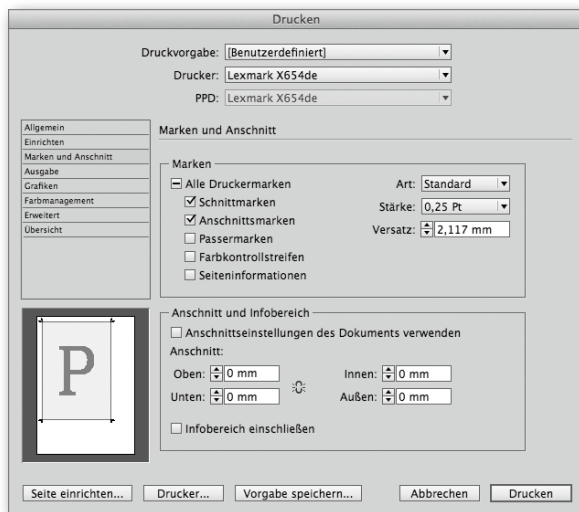 Drucken
Druckvorgabe: [Benutzerdefiniert]
Drucker: Lexmark X654de
PPD: Lexmark X654de
Allgemein
Einrichten
Marken und Anschnitt
Ausgabe
Grafiken
Farbmanagement
Erweitert
Übersicht
Marken und Anschnitt
Marken
Alle Druckermarken
Schnittmarken
Anschnittsmarken
Passermarken
Farbkontrollstreifen
Seiteninformationen
Art: Standard
Stärke: 0,25 Pt
Versatz: 2,117 mm
Anschnitt und Infobereich
Anschnittseinstellungen des Dokuments verwenden
Anschnitt:
Oben: 0 mm Innen: 0 mm
Unten: 0 mm Außen: 0 mm
Infobereich einschließen
P
Seite einrichten... Drucker... Vorgabe speichern... Abbrechen Drucken